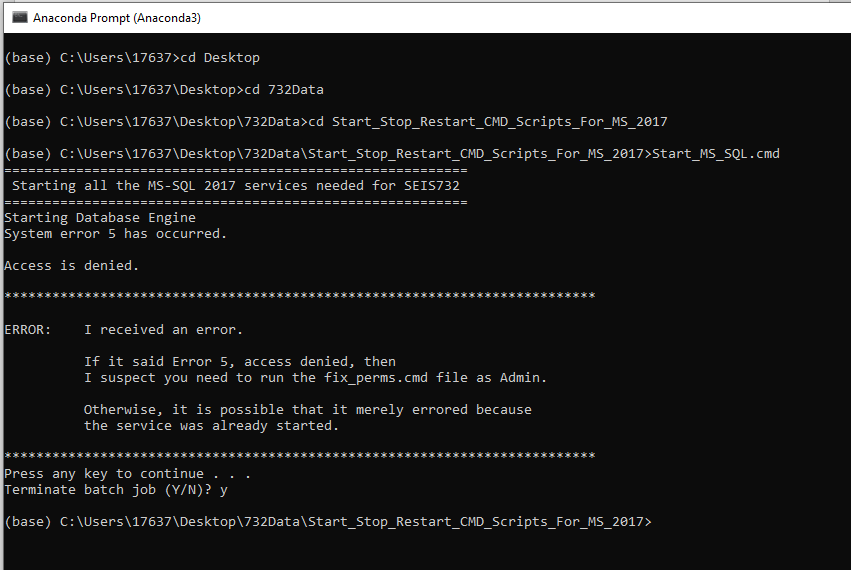 Anaconda Prompt (Anaconda3)
(base) C:\Users\17637>cd Desktop
(base) C:\Users\17637\Desktop>cd 732Data
(base) C:\Users\17637\Desktop\732Data>cd Start_Stop_Restart_CMD_Scripts_For_MS_2017
(base) C:\Users\17637\Desktop\732Data\Start_Stop_Restart_CMD_Scripts_For_MS_2017>Start_MS_SQL.cmd
==========================================================
Starting all the MS-SQL 2017 services needed for SEIS732
==========================================================
Starting Database Engine
System error 5 has occurred.
Access is denied.
**************************************************************************
ERROR:    I received an error.
If it said Error 5, access denied, then
I suspect you need to run the fix_perms.cmd file as Admin.
Otherwise, it is possible that it merely errored because
the service was already started.
**************************************************************************
Press any key to continue . . .
Terminate batch job (Y/N)? y
(base) C:\Users\17637\Desktop\732Data\Start_Stop_Restart_CMD_Scripts_For_MS_2017>